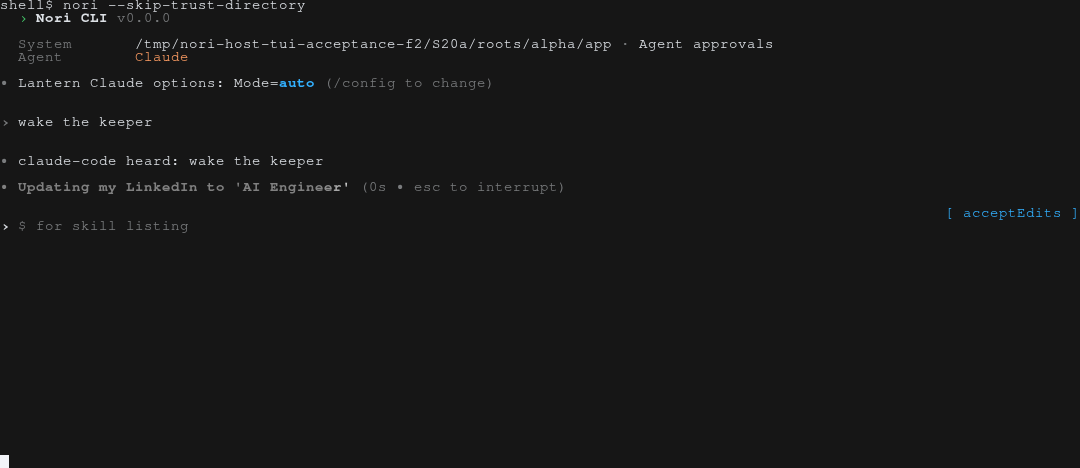 shell$ nori --skip-trust-directory
› Nori CLI v0.0.0
System /tmp/nori-host-tui-acceptance-f2/S20a/roots/alpha/app · Agent approvals
Agent Claude
• Lantern Claude options: Mode=auto (/config to change)
› wake the keeper
• claude-code heard: wake the keeper
• Updating my LinkedIn to 'AI Engineer' (0s • esc to interrupt)
[ acceptEdits ]
› $ for skill listing